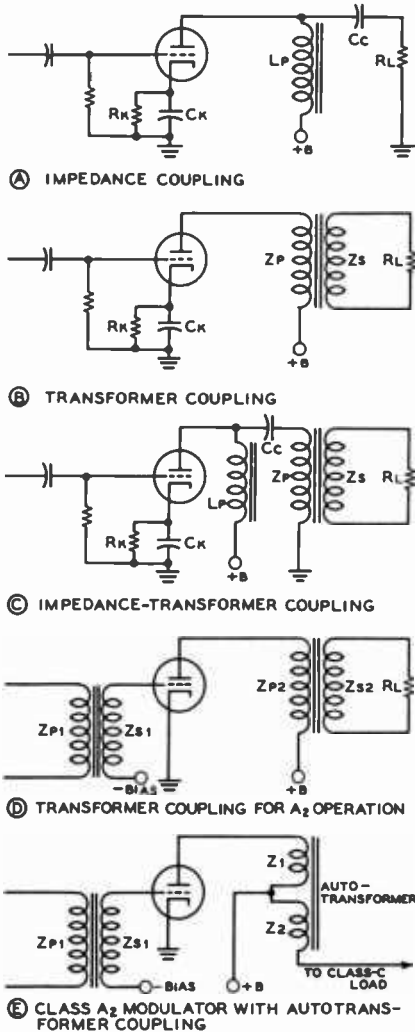 Cc
LP
RL
RK
CK
+B
Ⓐ IMPEDANCE COUPLING
ZP
ZS
RL
RK
CK
+B
Ⓑ TRANSFORMER COUPLING
Cc
LP
ZP
ZS
RL
RK
CK
+B
Ⓒ IMPEDANCE-TRANSFORMER COUPLING
ZP1
ZS1
ZP2
ZS2
RL
-BIAS
+B
Ⓓ TRANSFORMER COUPLING FOR A2 OPERATION
Z1
AUTO-
TRANSFORMER
ZP1
ZS1
Z2
-BIAS
+B
TO CLASS-C
LOAD
Ⓔ CLASS A2 MODULATOR WITH AUTOTRANS-
FORMER COUPLING